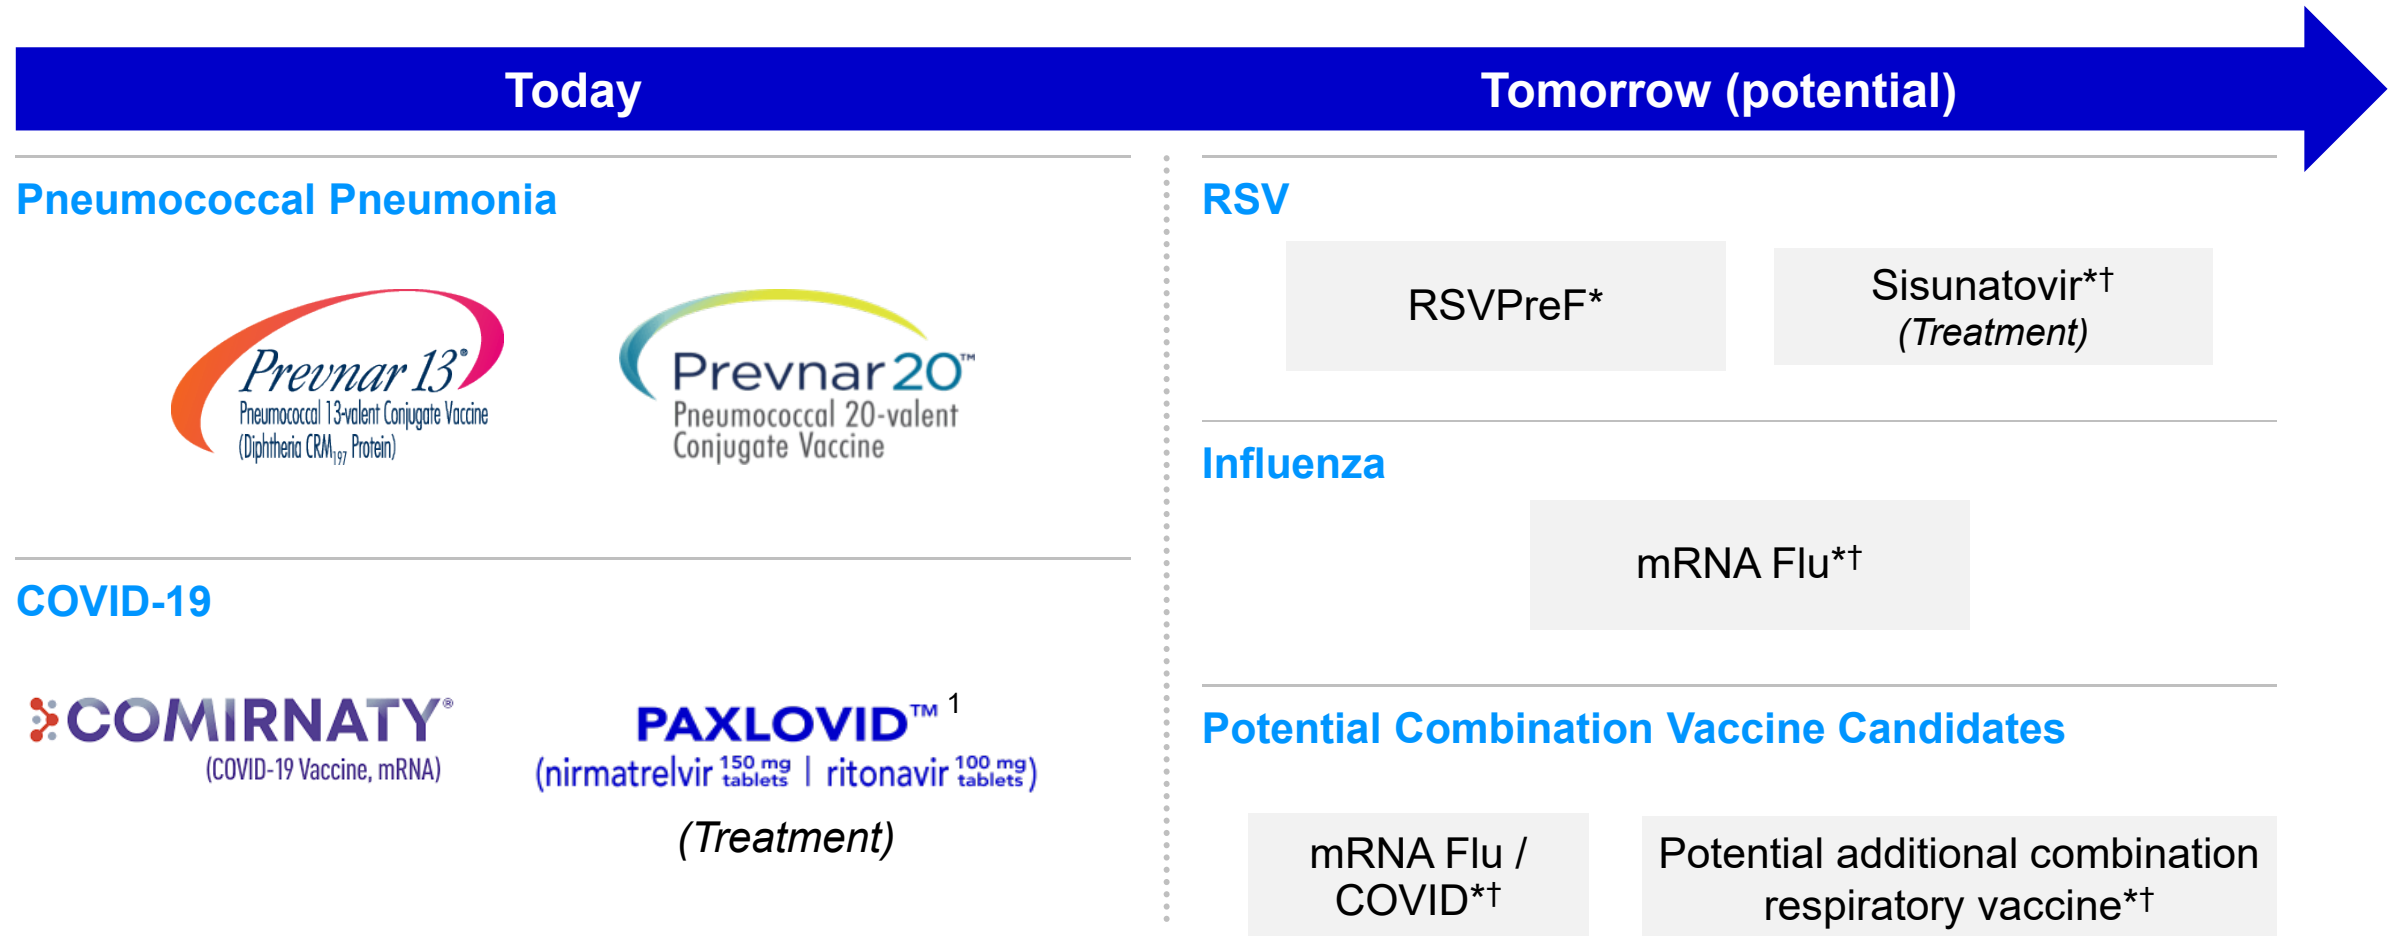 Today
Tomorrow (potential)
Pneumococcal Pneumonia
Prevnar 13®
Pneumococcal 13-valent Conjugate Vaccine
(Diphtheria CRM197 Protein)
Prevnar 20™
Pneumococcal 20-valent
Conjugate Vaccine
COVID-19
COMIRNATY®
(COVID-19 Vaccine, mRNA)
PAXLOVID™ 1
(nirmatrelvir 150 mg tablets | ritonavir 100 mg tablets)
(Treatment)
RSV
RSVPreF*
Sisunatovir*†
(Treatment)
Influenza
mRNA Flu*†
Potential Combination Vaccine Candidates
mRNA Flu /
COVID*†
Potential additional combination
respiratory vaccine*†